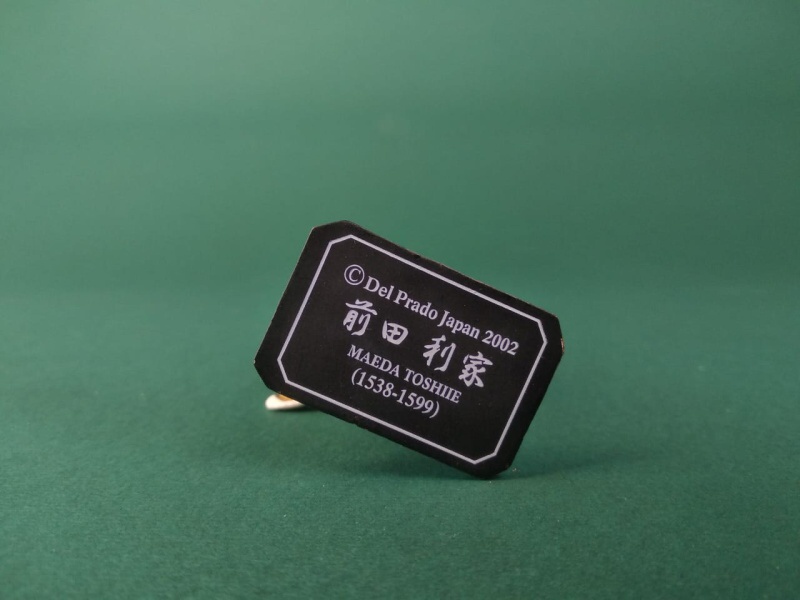 ©Del Prado Japan 2002
前田利家
MAEDA TOSHIIE
(1538-1599)